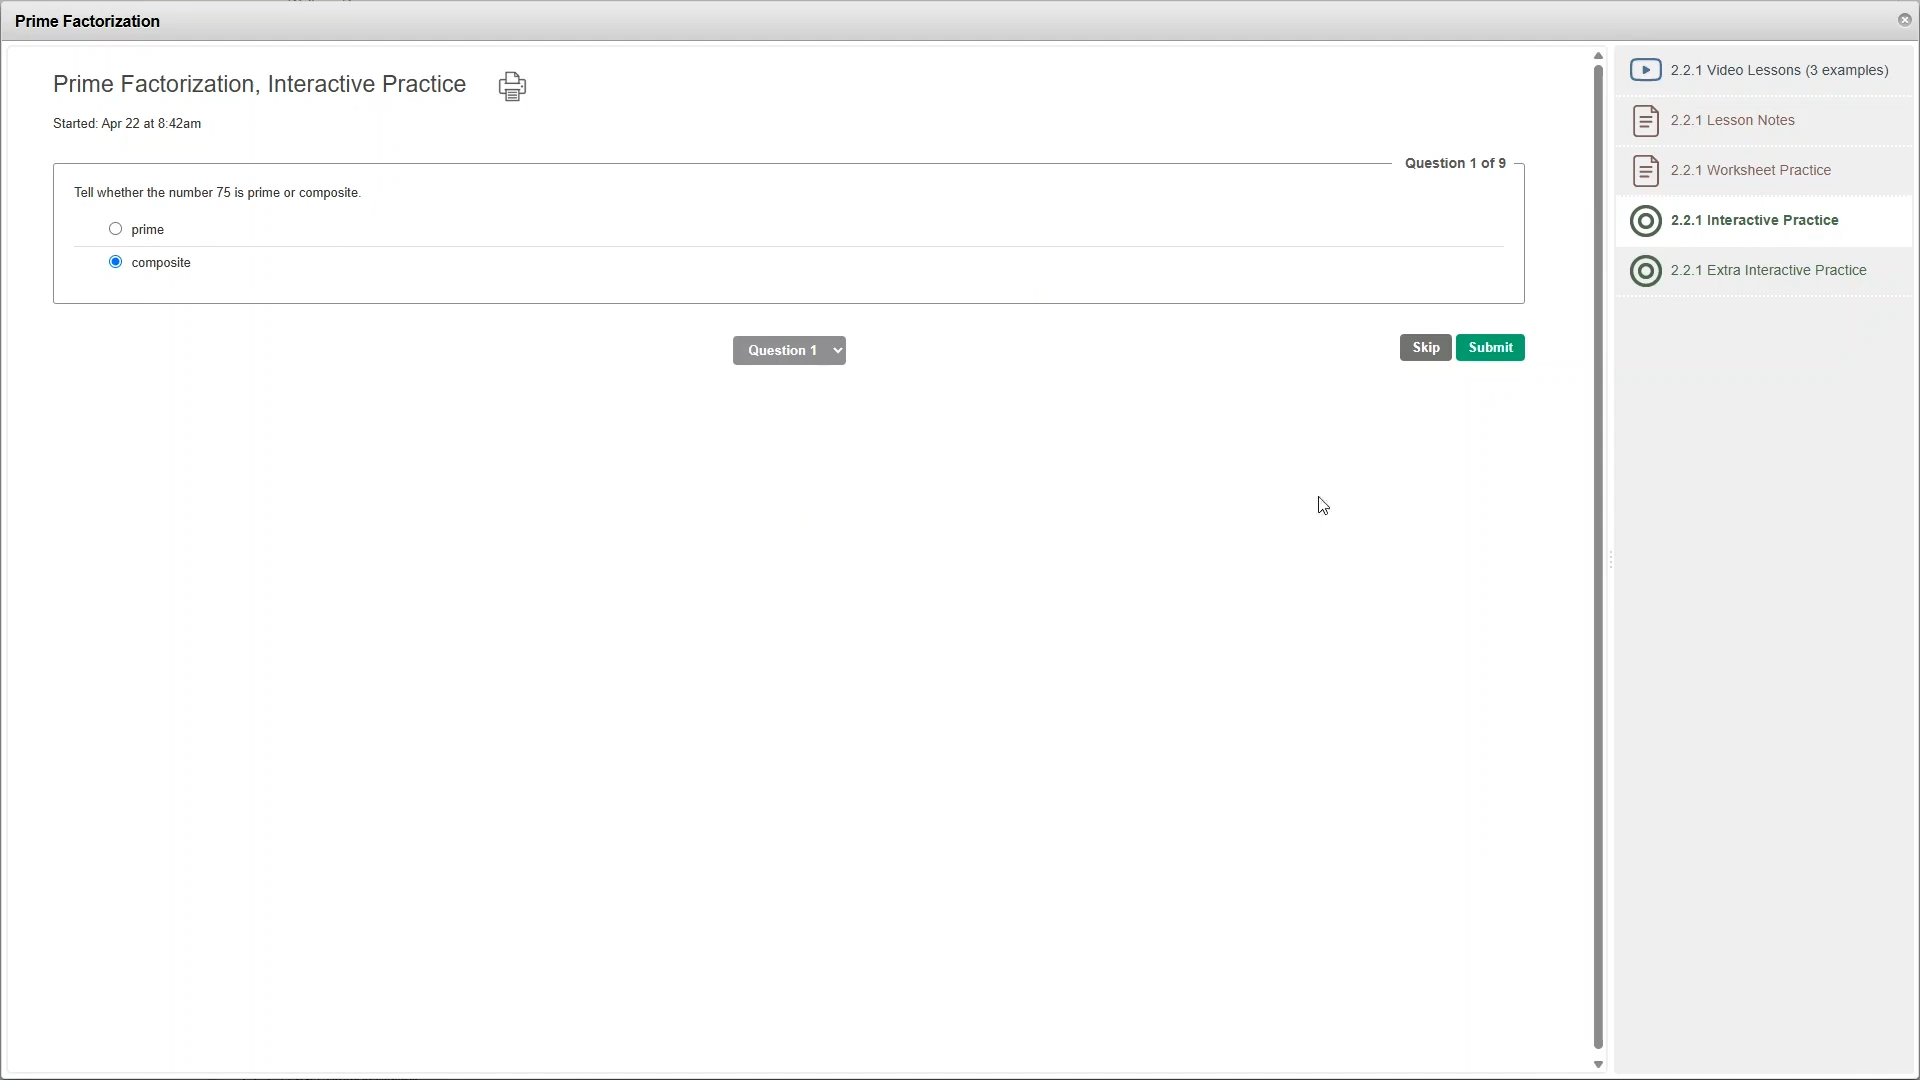 Prime Factorization
Prime Factorization, Interactive Practice
Started: Apr 22 at 8:42am
Question 1 of 9
Tell whether the number 75 is prime or composite.
prime
composite
Question 1
Skip
Submit
2.2.1 Video Lessons (3 examples)
2.2.1 Lesson Notes
2.2.1 Worksheet Practice
2.2.1 Interactive Practice
2.2.1 Extra Interactive Practice